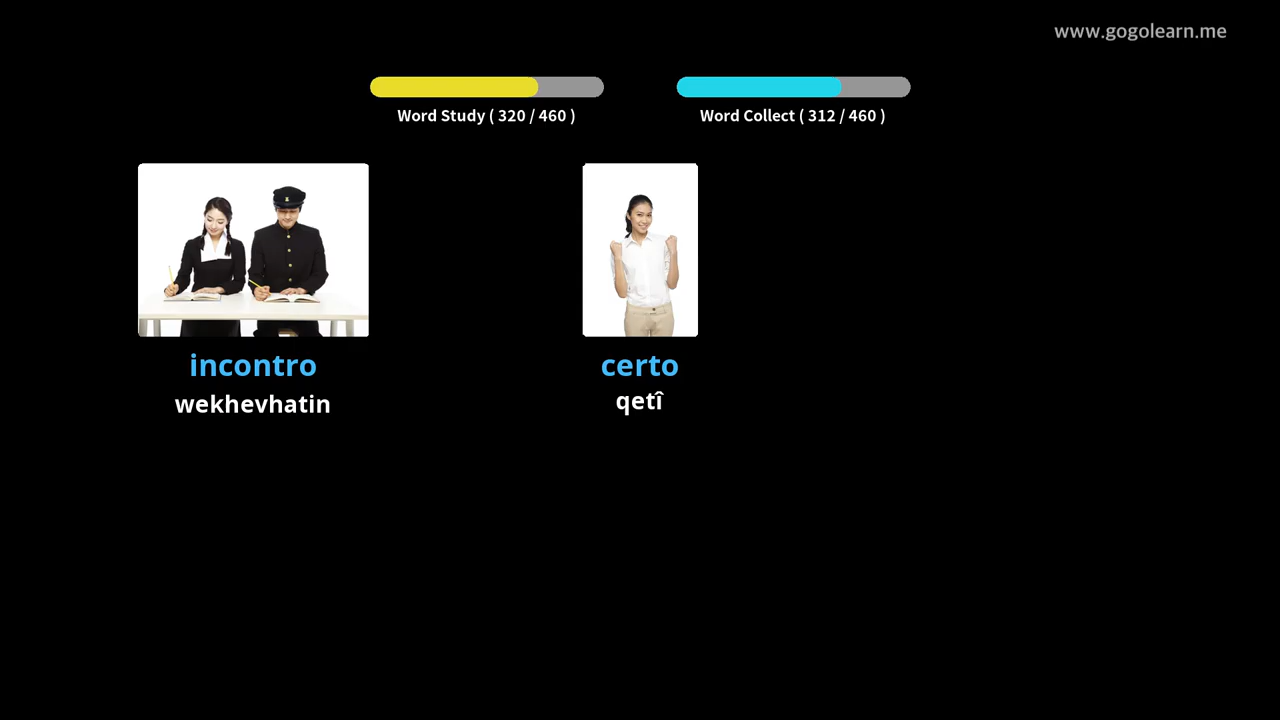 www.gogolearn.me
Word Study ( 320 / 460 )
Word Collect ( 312 / 460 )
incontro
wekhevhatin
certo
qetî